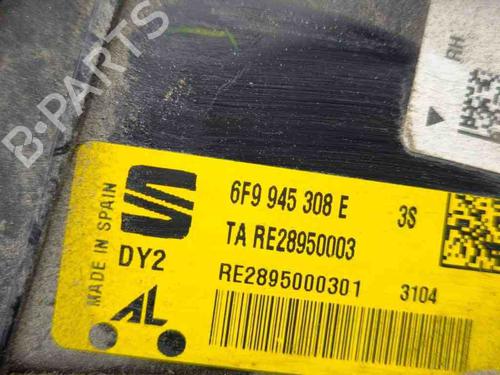 B-PARTS
RH
MADE IN SPAIN
S
DY2
AL
6F9 945 308 E 3S
TA RE28950003
RE2895000301 3104